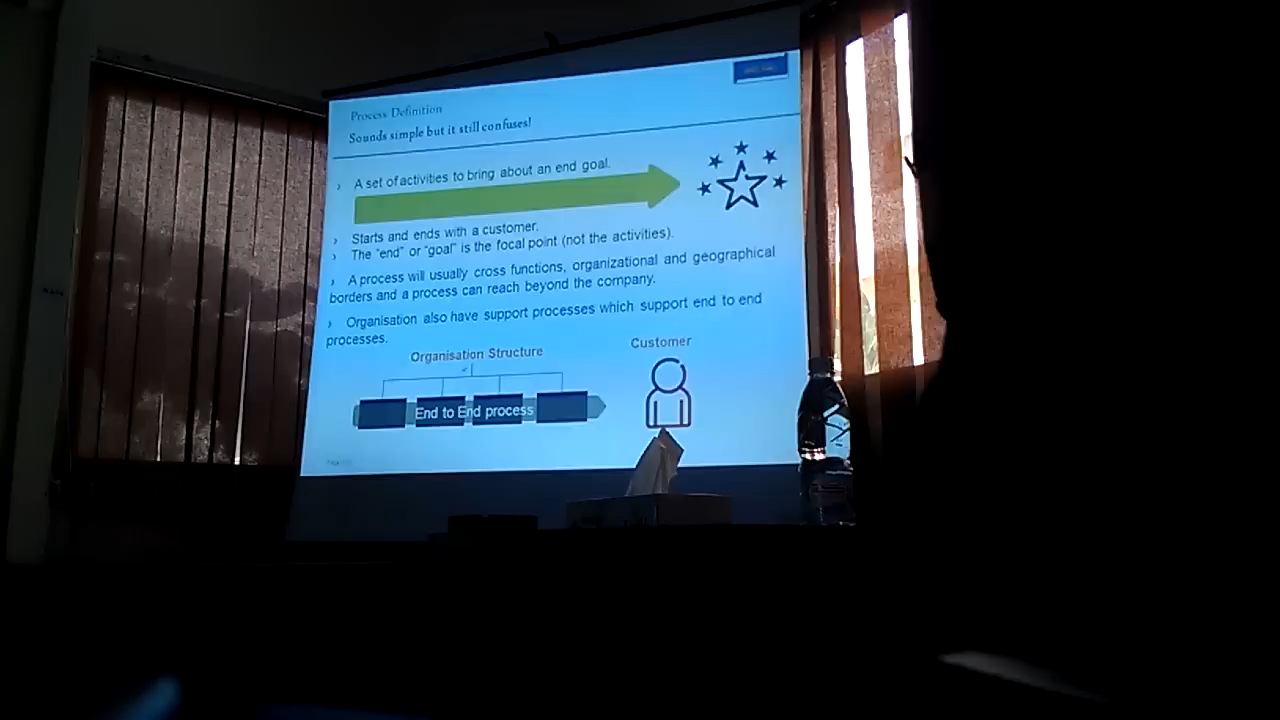 Process Definition
Sounds simple but it still confuses!
› A set of activities to bring about an end goal.
› Starts and ends with a customer.
› The "end" or "goal" is the focal point (not the activities).
› A process will usually cross functions, organizational and geographical
borders and a process can reach beyond the company.
› Organisation also have support processes which support end to end
processes.
Organisation Structure
Customer
End to End process